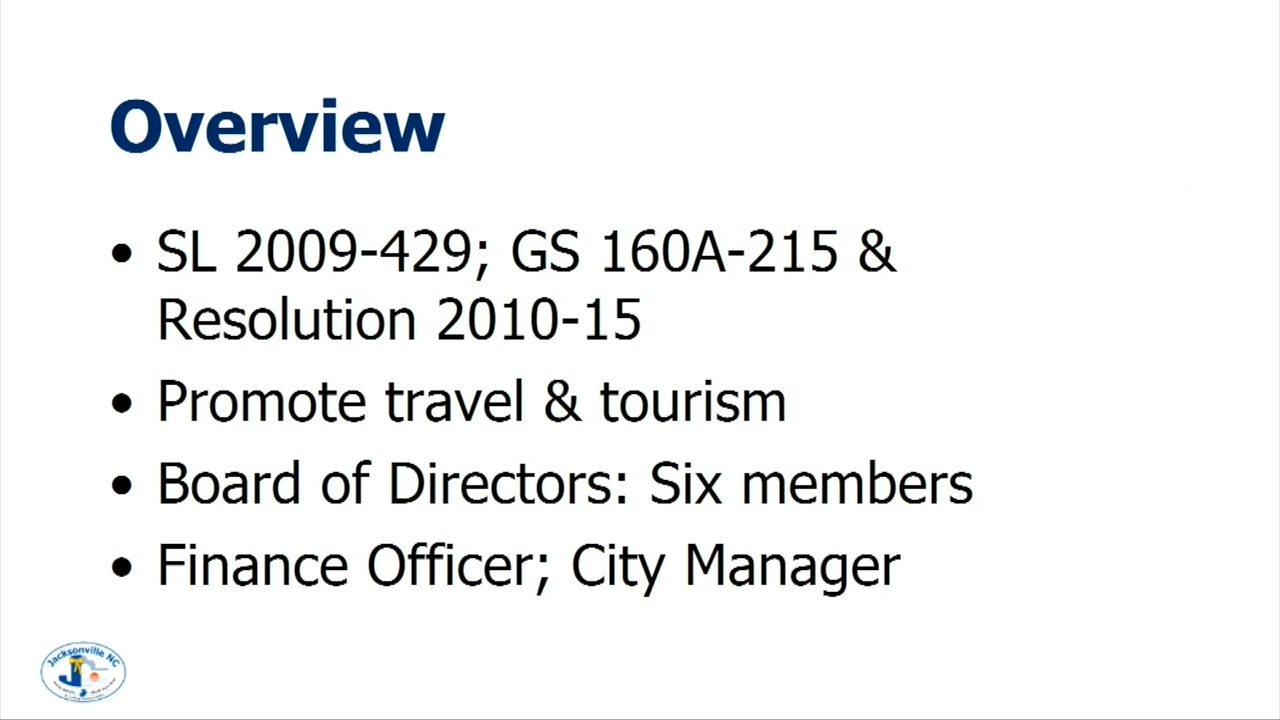 Overview
• SL 2009-429; GS 160A-215 &
Resolution 2010-15
• Promote travel & tourism
• Board of Directors: Six members
• Finance Officer; City Manager
Jacksonville NC